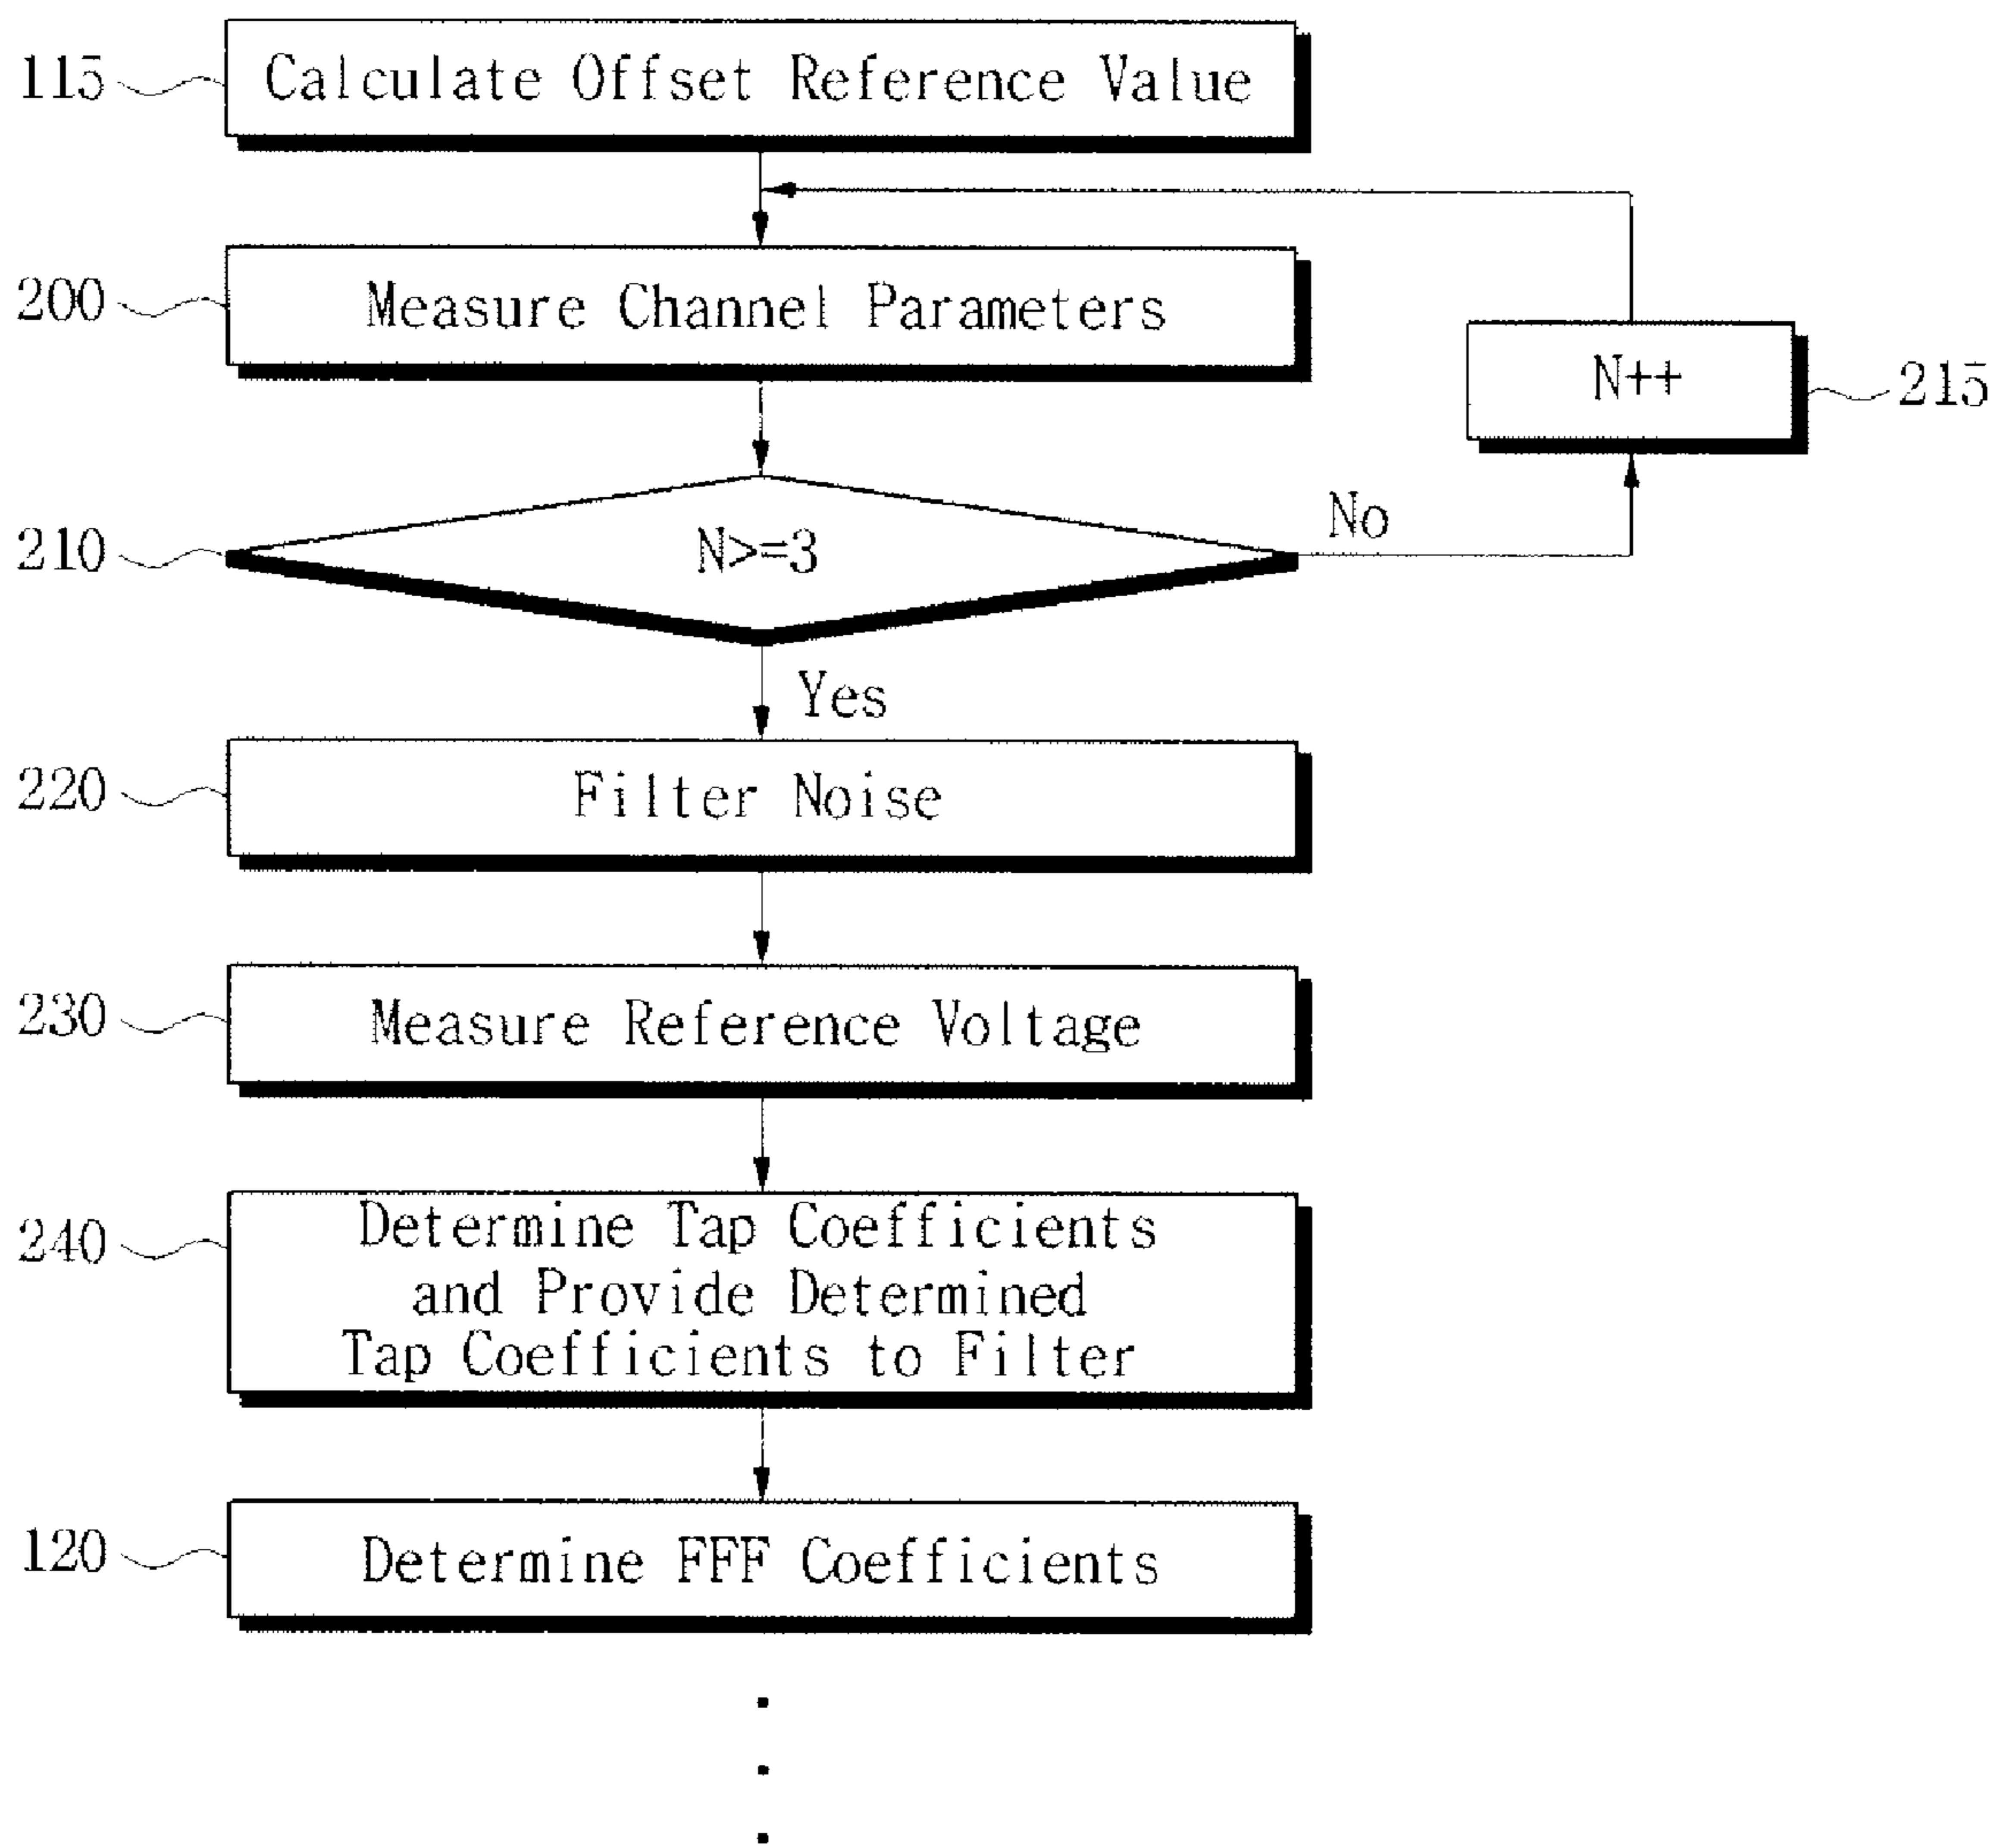 115 Calculate Offset Reference Value
200 Measure Channel Parameters
N++ 215
210 N>=3 No
Yes
220 Filter Noise
230 Measure Reference Voltage
240 Determine Tap Coefficients
and Provide Determined
Tap Coefficients to Filter
120 Determine FFF Coefficients